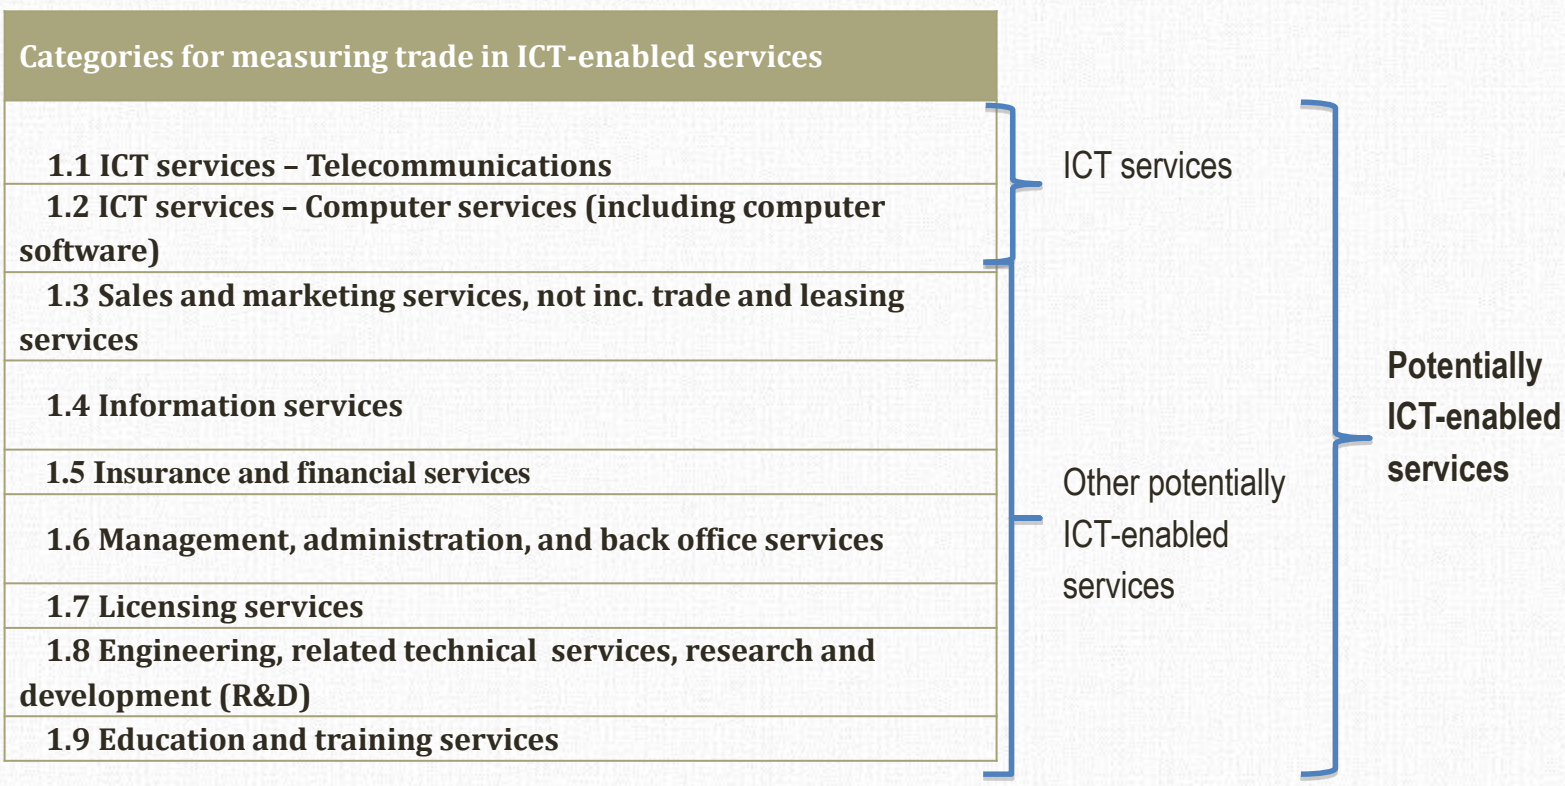 Categories for measuring trade in ICT-enabled services
1.1 ICT services – Telecommunications
1.2 ICT services – Computer services (including computer
software)
1.3 Sales and marketing services, not inc. trade and leasing
services
1.4 Information services
1.5 Insurance and financial services
1.6 Management, administration, and back office services
1.7 Licensing services
1.8 Engineering, related technical  services, research and
development (R&D)
1.9 Education and training services
ICT services
Other potentially
ICT-enabled
services
Potentially
ICT-enabled
services